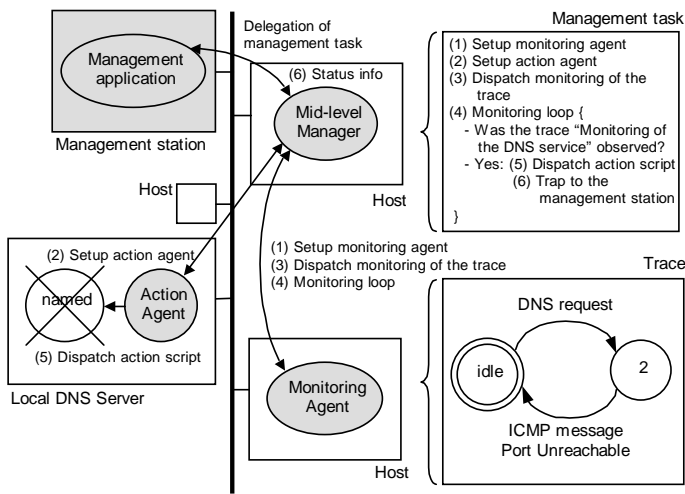 Management
application
Management station
Delegation of
management task
(6) Status info
Mid-level
Manager
Host
Management task
(1) Setup monitoring agent
(2) Setup action agent
(3) Dispatch monitoring of the
trace
(4) Monitoring loop {
- Was the trace “Monitoring of
the DNS service” observed?
- Yes: (5) Dispatch action script
(6) Trap to the
management station
}
Host
(2) Setup action agent
named
Action
Agent
(5) Dispatch action script
Local DNS Server
(1) Setup monitoring agent
(3) Dispatch monitoring of the trace
(4) Monitoring loop
Monitoring
Agent
Host
Trace
DNS request
idle
2
ICMP message
Port Unreachable